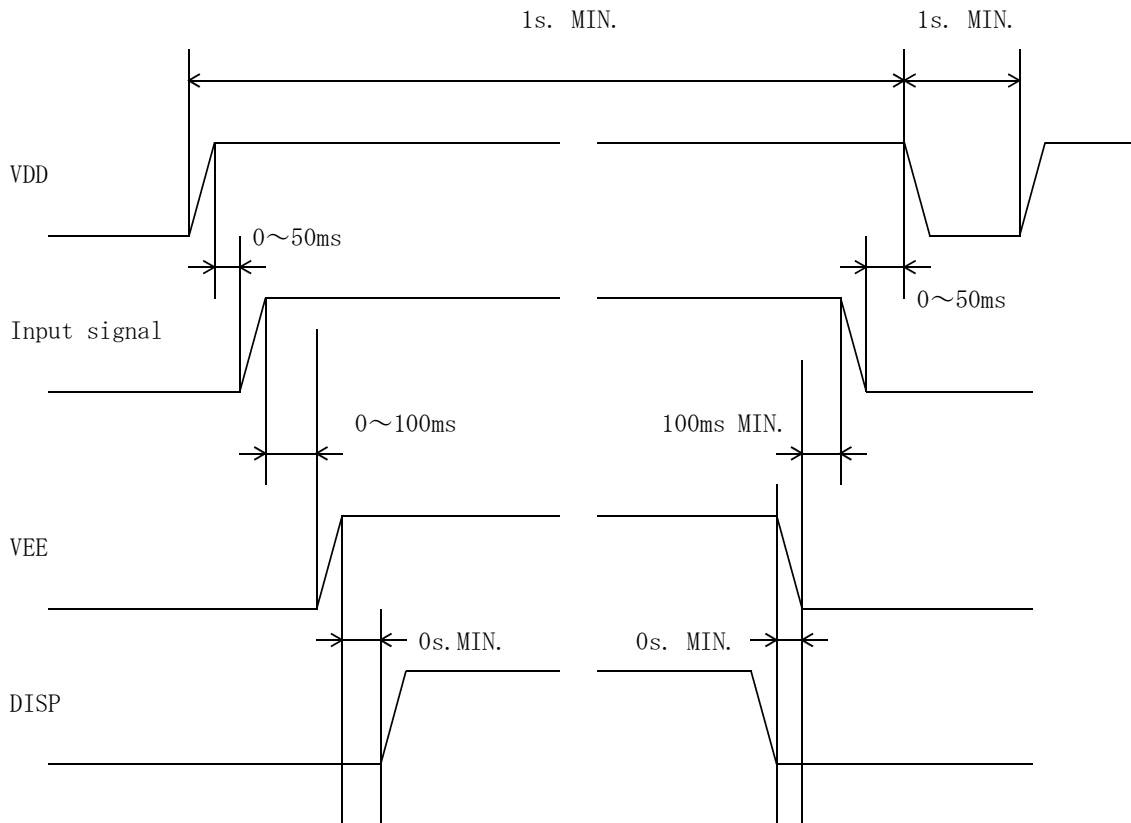 1s. MIN.
1s. MIN.
VDD
0～50ms
0～50ms
Input signal
0～100ms
100ms MIN.
VEE
0s.MIN.
0s. MIN.
DISP